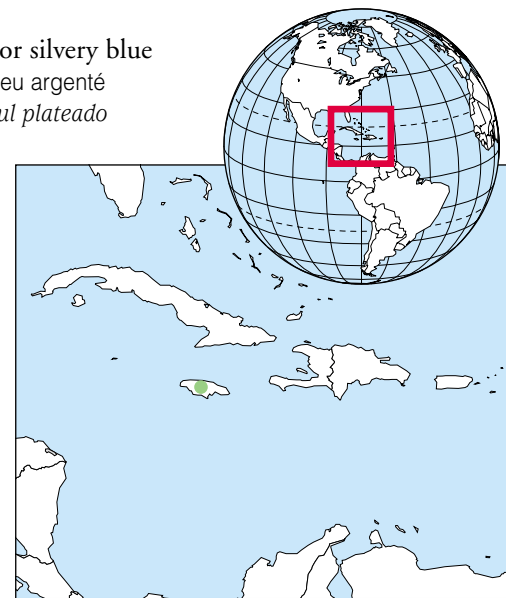 or silvery blue
eu argenté
ul plateado